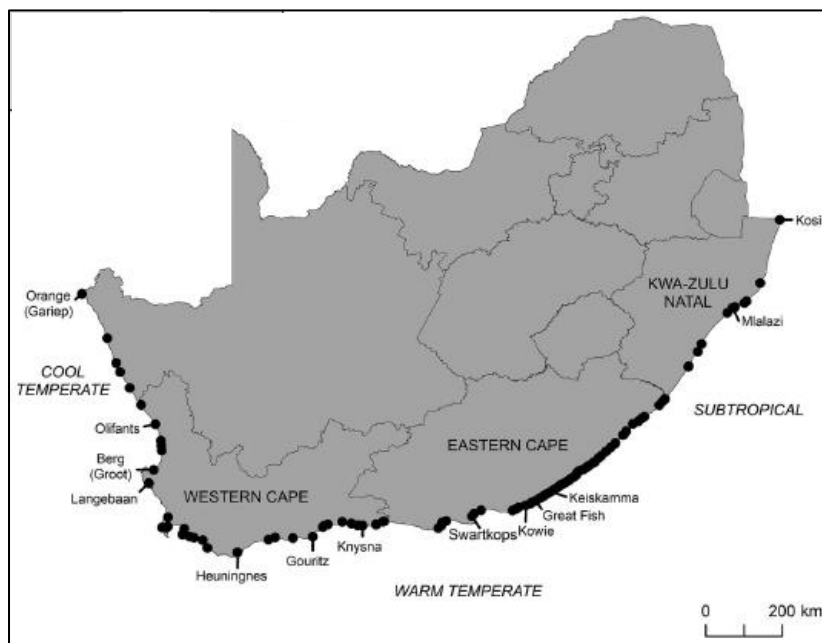 Kosi
KWA-ZULU
NATAL
Mlalazi
Orange
(Gariep)
COOL
TEMPERATE
SUBTROPICAL
Olifants
EASTERN CAPE
Berg
(Groot)
Langebaan
WESTERN CAPE
Keiskamma
Great Fish
Kowie
Swartkops
Knysna
Gouritz
Heuningnes
WARM TEMPERATE
0 200 km